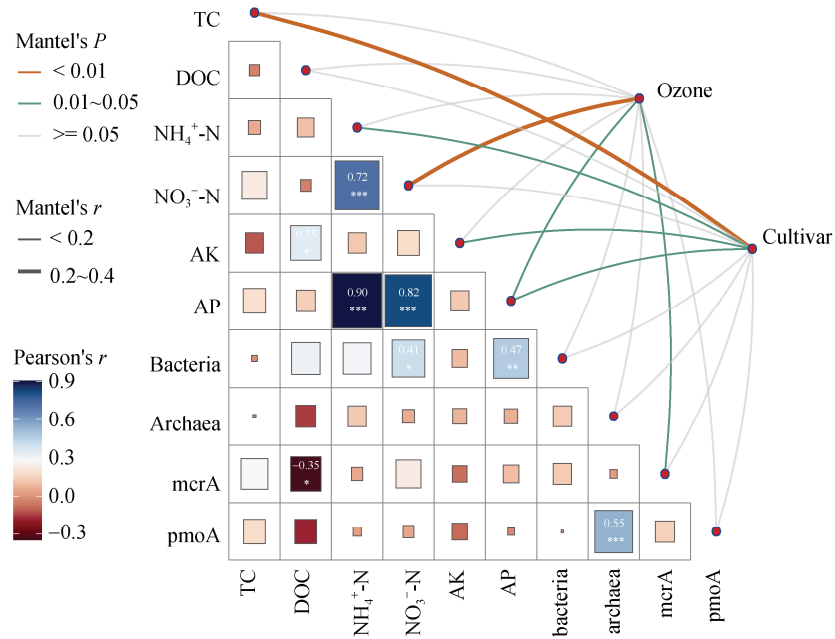 TC
Mantel's P
< 0.01
0.01~0.05
>= 0.05
DOC
Ozone
NH₄⁺-N
NO₃⁻-N
0.72
***
Mantel's r
< 0.2
0.2~0.4
Cultivar
AK
0.35
*
AP
0.90
***
0.82
***
Pearson's r
0.9
0.6
0.3
0.0
−0.3
Bacteria
0.41
*
0.47
**
Archaea
mcrA
−0.35
*
pmoA
0.55
***
TC
DOC
NH₄⁺-N
NO₃⁻-N
AK
AP
bacteria
archaea
mcrA
pmoA